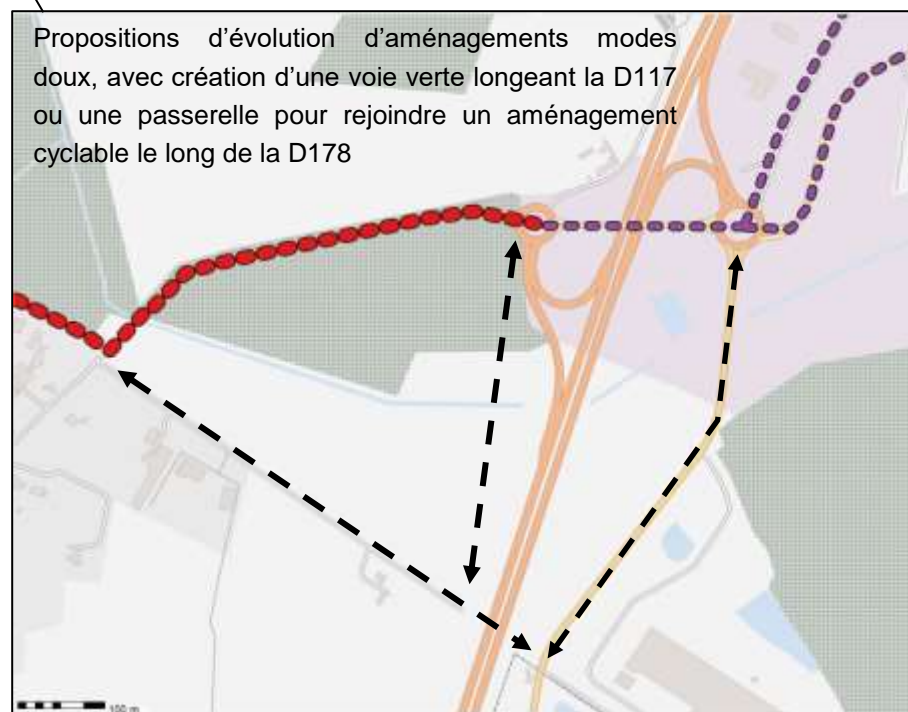 Propositions d'évolution d'aménagements modes
doux, avec création d'une voie verte longeant la D117
ou une passerelle pour rejoindre un aménagement
cyclable le long de la D178
100 m